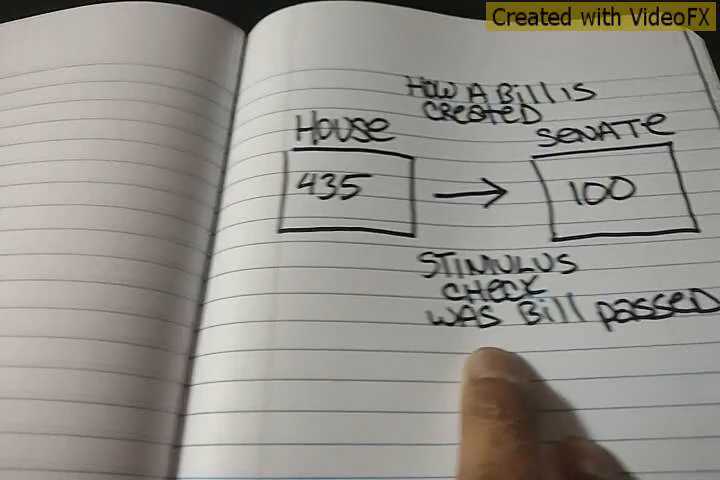 Created with VideoFX
HOW A Bill IS
CREATED
HOUSE
SENATE
435
100
STIMULUS
CHECK
WAS Bill passed